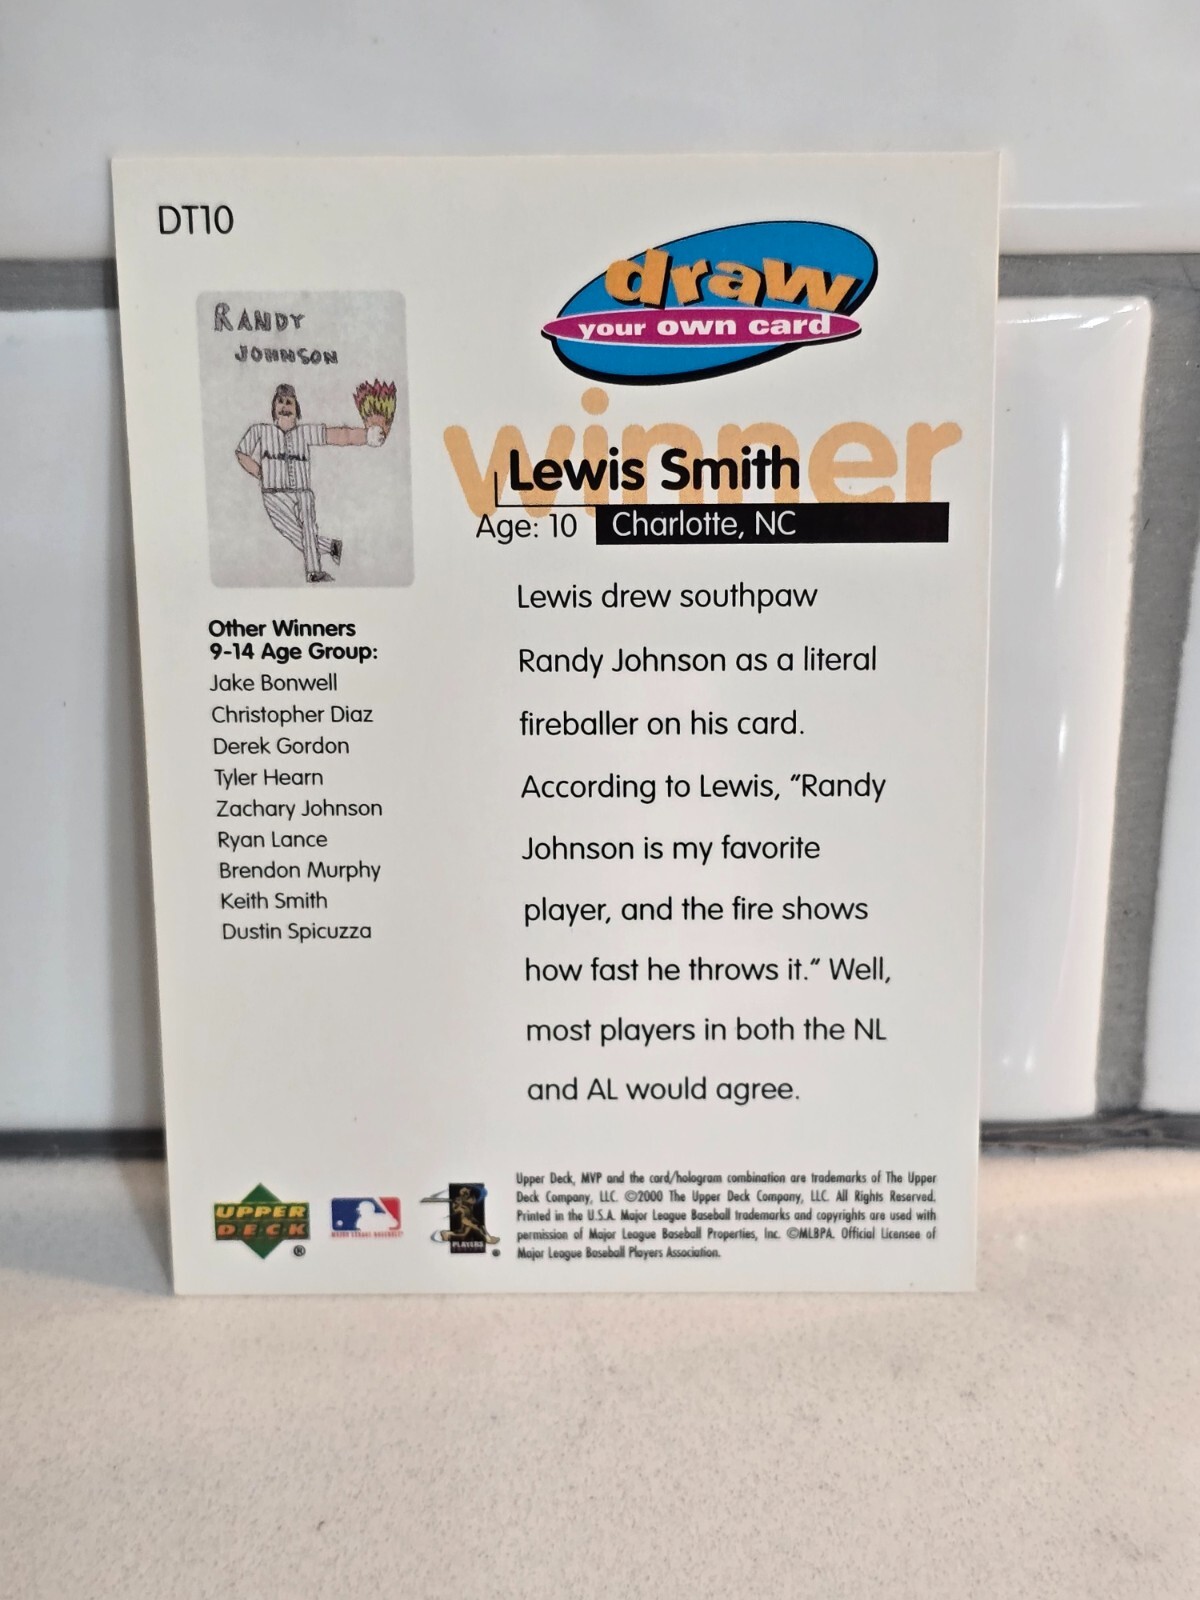 DT10
draw
your own card
winner
Lewis Smith
Age: 10
Charlotte, NC
RANDY
JOHNSON
Other Winners
9-14 Age Group:
Jake Bonwell
Christopher Diaz
Derek Gordon
Tyler Hearn
Zachary Johnson
Ryan Lance
Brendon Murphy
Keith Smith
Dustin Spicuzza
Lewis drew southpaw
Randy Johnson as a literal
fireballer on his card.
According to Lewis, “Randy
Johnson is my favorite
player, and the fire shows
how fast he throws it.” Well,
most players in both the NL
and AL would agree.
UPPER
DECK
®
MAJOR LEAGUE BASEBALL
PLAYERS
Upper Deck, MVP and the card/hologram combination are trademarks of The Upper
Deck Company, LLC. ©2000 The Upper Deck Company, LLC. All Rights Reserved.
Printed in the U.S.A. Major League Baseball trademarks and copyrights are used with
permission of Major League Baseball Properties, Inc. ©MLBPA. Official Licensee of
Major League Baseball Players Association.